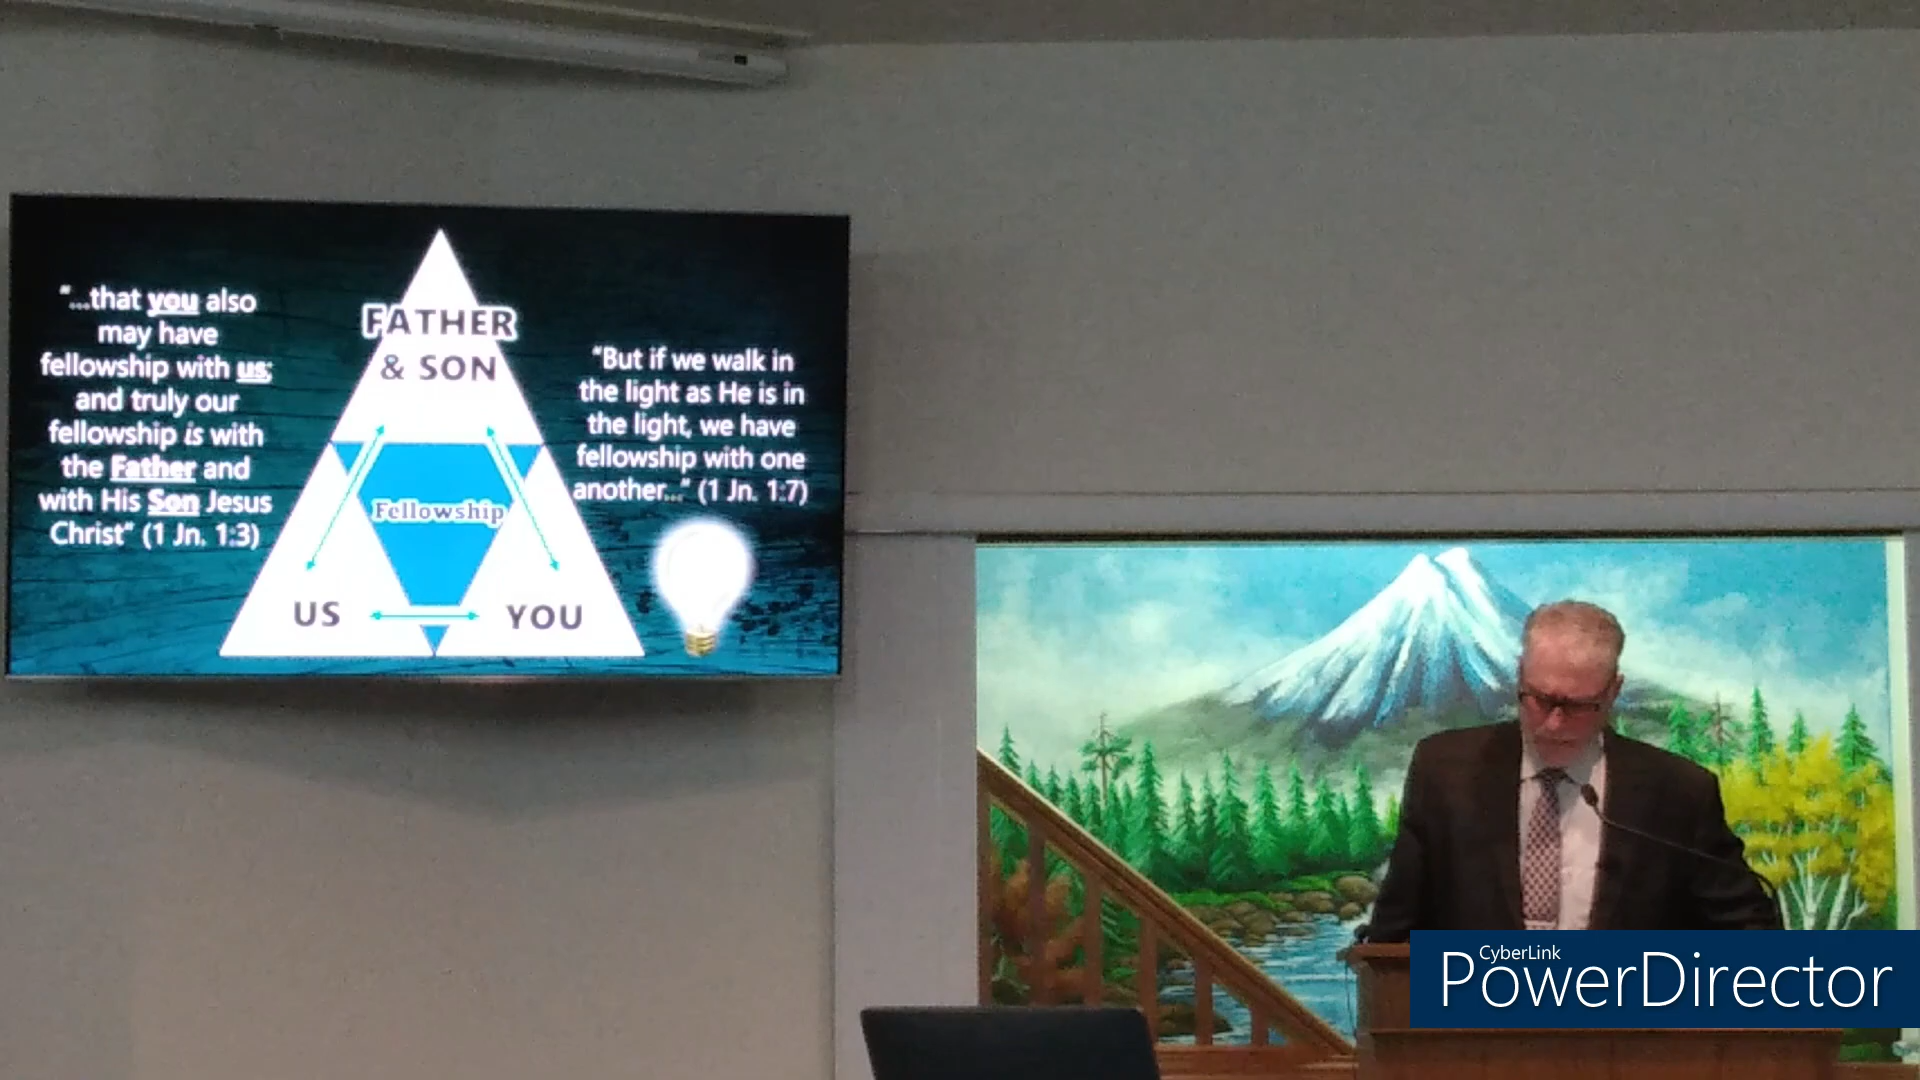 "...that you also
may have
fellowship with us;
and truly our
fellowship is with
the Father and
with His Son Jesus
Christ" (1 Jn. 1:3)
FATHER
& SON
Fellowship
US
YOU
"But if we walk in
the light as He is in
the light, we have
fellowship with one
another..." (1 Jn. 1:7)
CyberLink
PowerDirector